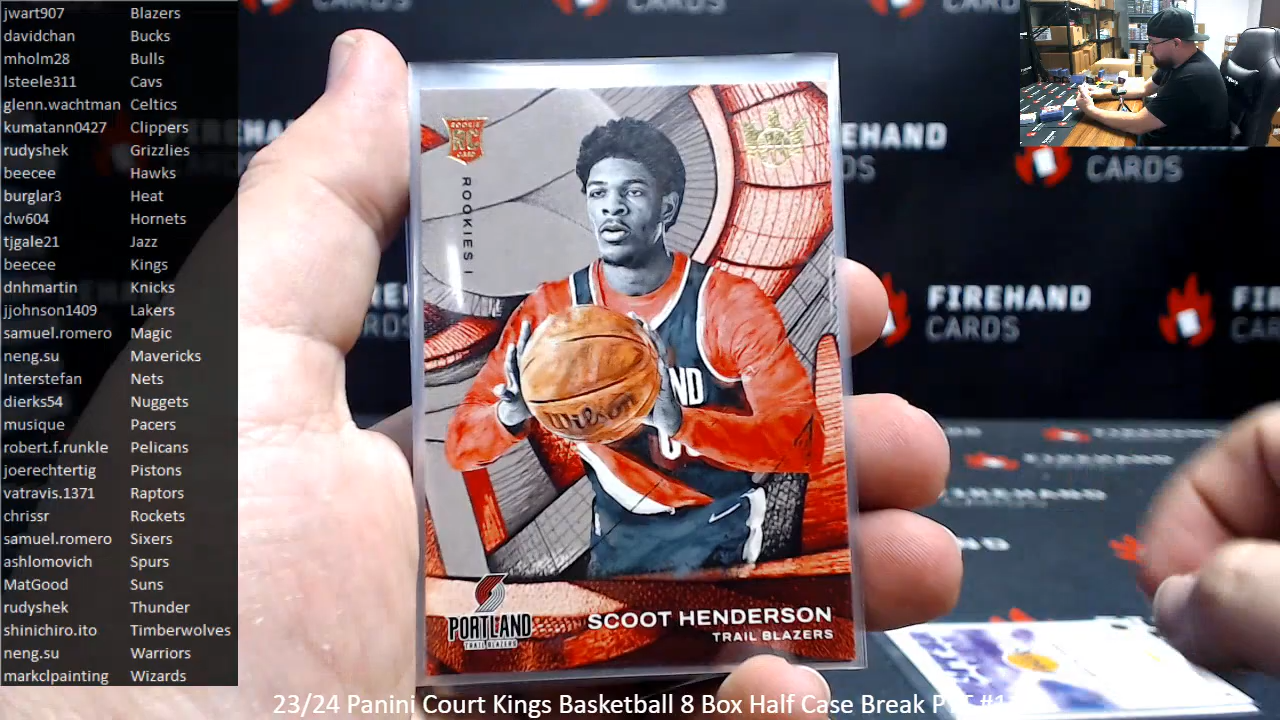 jwart907 Blazers
davidchan Bucks
mholm28 Bulls
lsteele311 Cavs
glenn.wachtman Celtics
kumatann0427 Clippers
rudyshek Grizzlies
beecee Hawks
burglar3 Heat
dw604 Hornets
tjgale21 Jazz
beecee Kings
dnhmartin Knicks
jjohnson1409 Lakers
samuel.romero Magic
neng.su Mavericks
Interstefan Nets
dierks54 Nuggets
musique Pacers
robert.f.runkle Pelicans
joerechtertig Pistons
vatravis.1371 Raptors
chrissr Rockets
samuel.romero Sixers
ashlomovich Spurs
MatGood Suns
rudyshek Thunder
shinichiro.ito Timberwolves
neng.su Warriors
markclpainting Wizards
ROOKIE
RC
CARD
ROOKIES I
Wilson
ND
PORTLAND
TRAIL BLAZERS
SCOOT HENDERSON
TRAIL BLAZERS
FIREHAND
CARDS
FIREHAND
CARDS
23/24 Panini Court Kings Basketball 8 Box Half Case Break